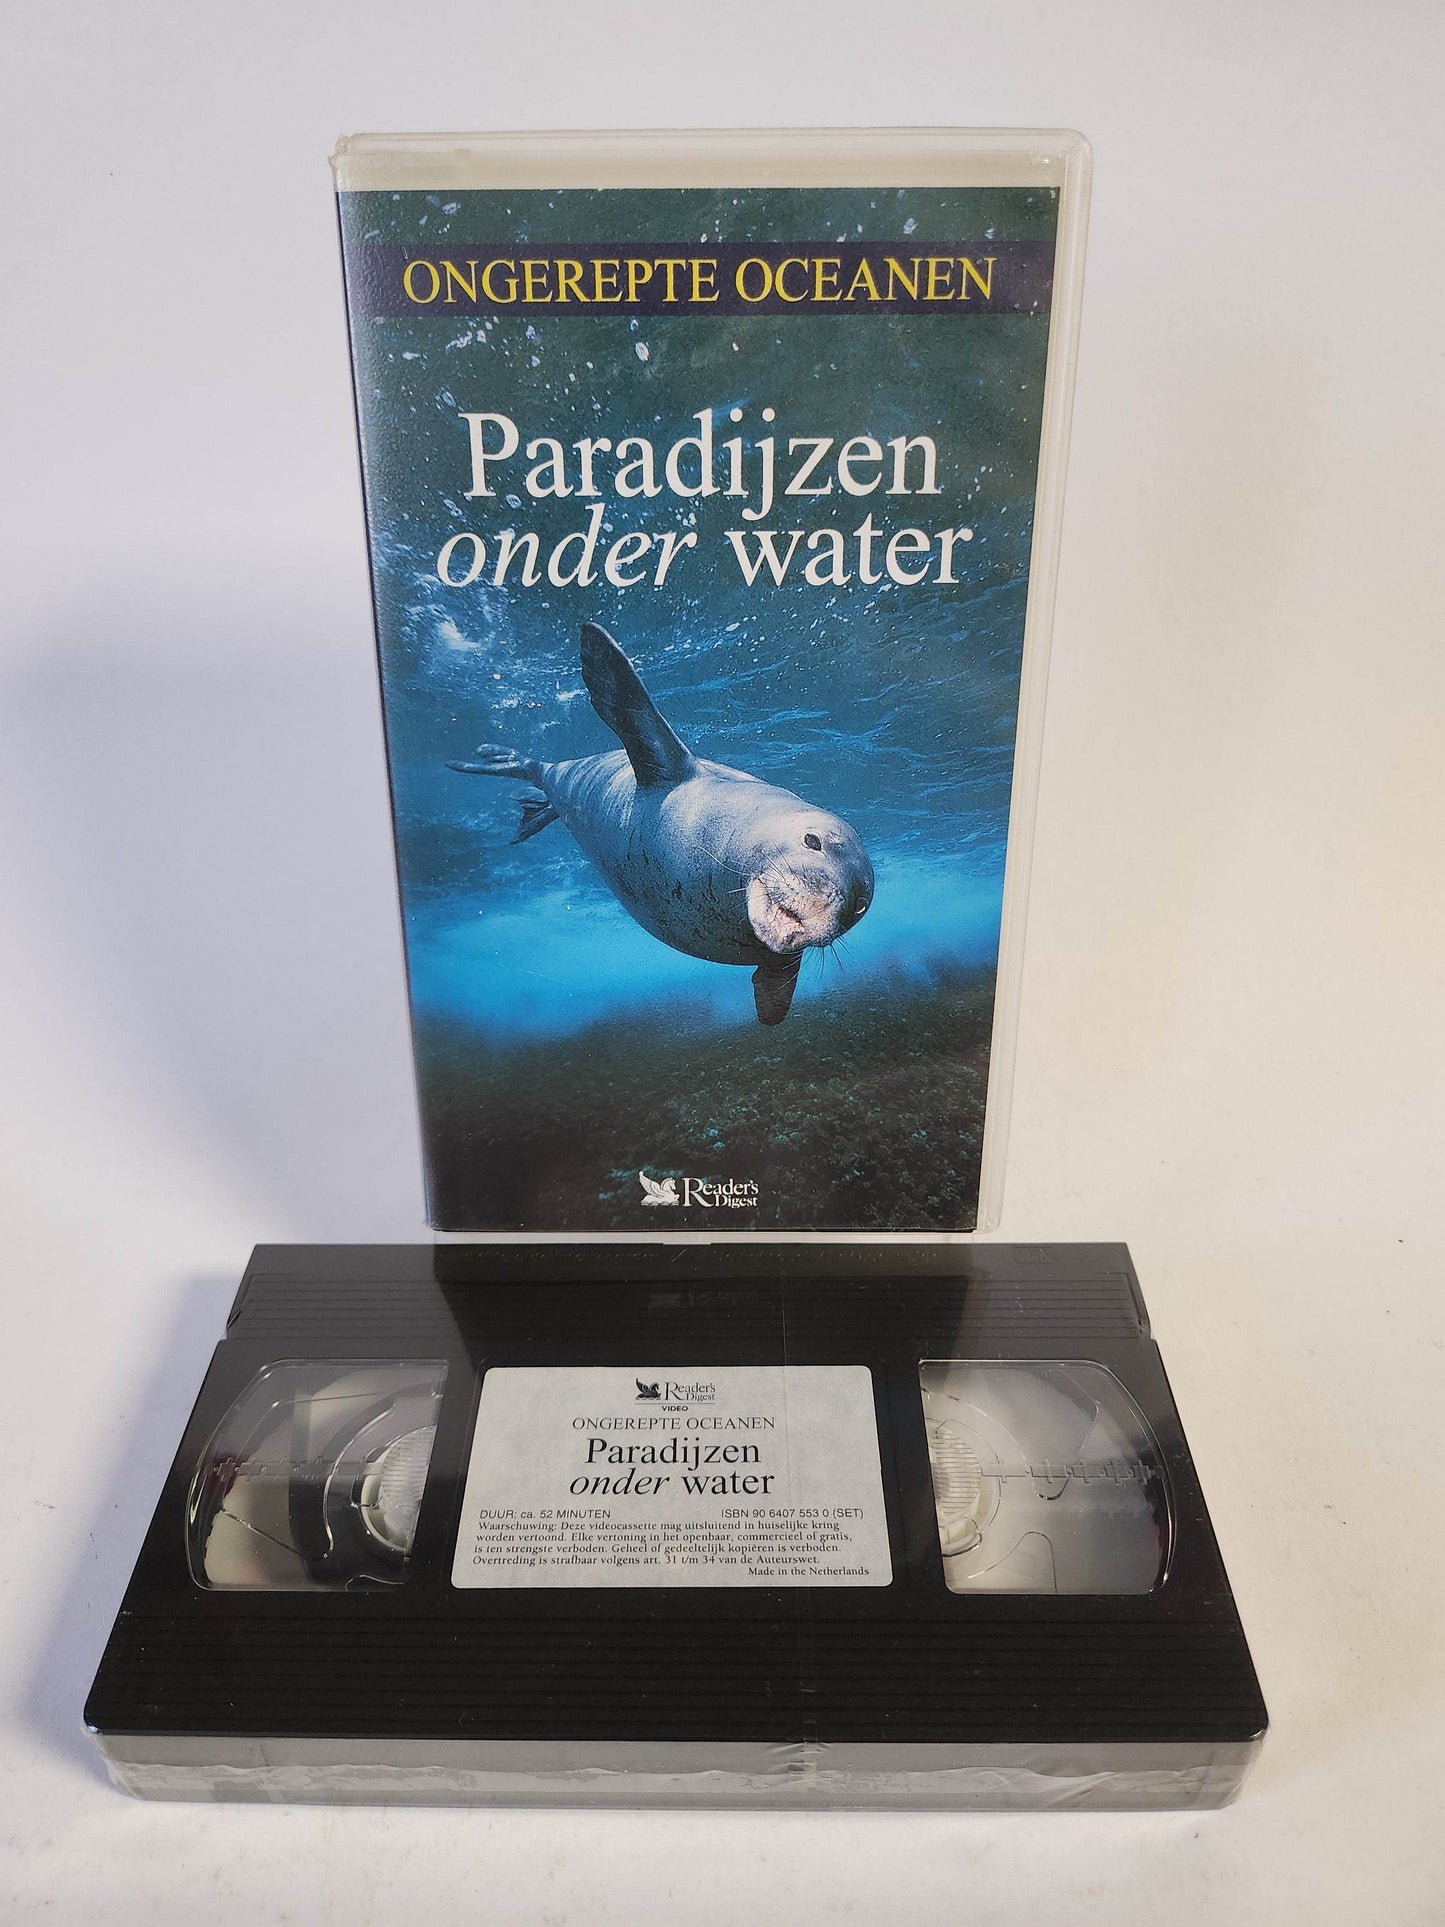 ONGEREPTE OCEANEN
Paradijzen
onder water
Reader's
Digest
Reader's
Digest
VIDEO
ONGEREPTE OCEANEN
Paradijzen
onder water
DUUR: ca. 52 MINUTEN ISBN 90 6407 553 0 (SET)
Waarschuwing: Deze videocassette mag uitsluitend in huiselijke kring
worden vertoond. Elke vertoning in het openbaar, commercieel of gratis,
is ten strengste verboden. Geheel of gedeeltelijk kopiëren is verboden.
Overtreding is strafbaar volgens art. 31 t/m 34 van de Auteurswet.
Made in the Netherlands